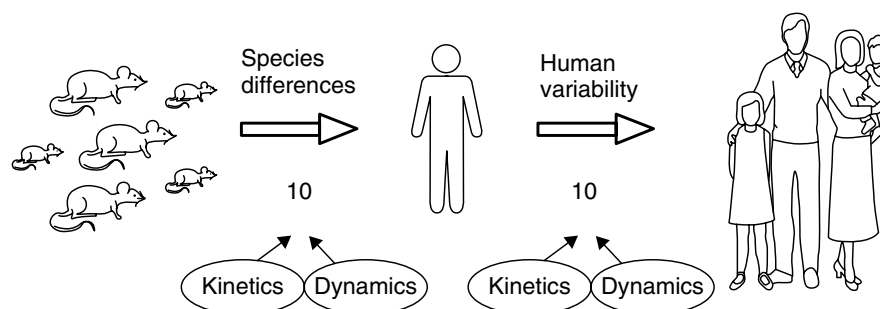 Species
differences
10
Kinetics Dynamics
Human
variability
10
Kinetics Dynamics